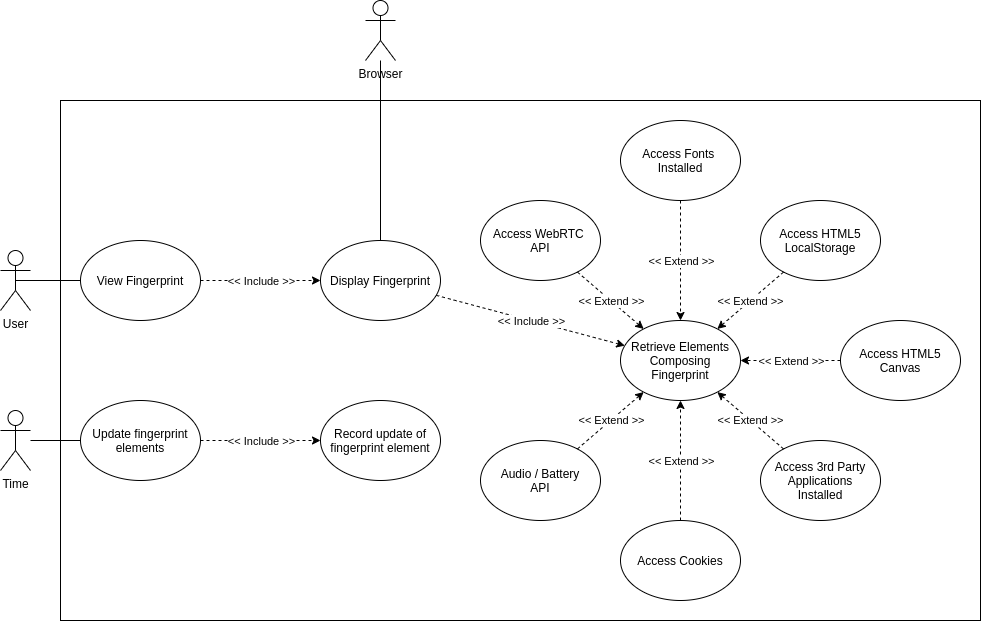 Browser
Access Fonts
Installed
Access WebRTC
API
Access HTML5
LocalStorage
<< Extend >>
View Fingerprint
<< Include >>
Display Fingerprint
<< Extend >>
<< Extend >>
User
<< Include >>
Retrieve Elements
Composing
Fingerprint
<< Extend >>
Access HTML5
Canvas
<< Extend >>
<< Extend >>
Update fingerprint
elements
<< Include >>
Record update of
fingerprint element
<< Extend >>
Time
Audio / Battery
API
Access 3rd Party
Applications
Installed
Access Cookies